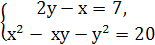 2y − x = 7,
x² − xy − y² = 20